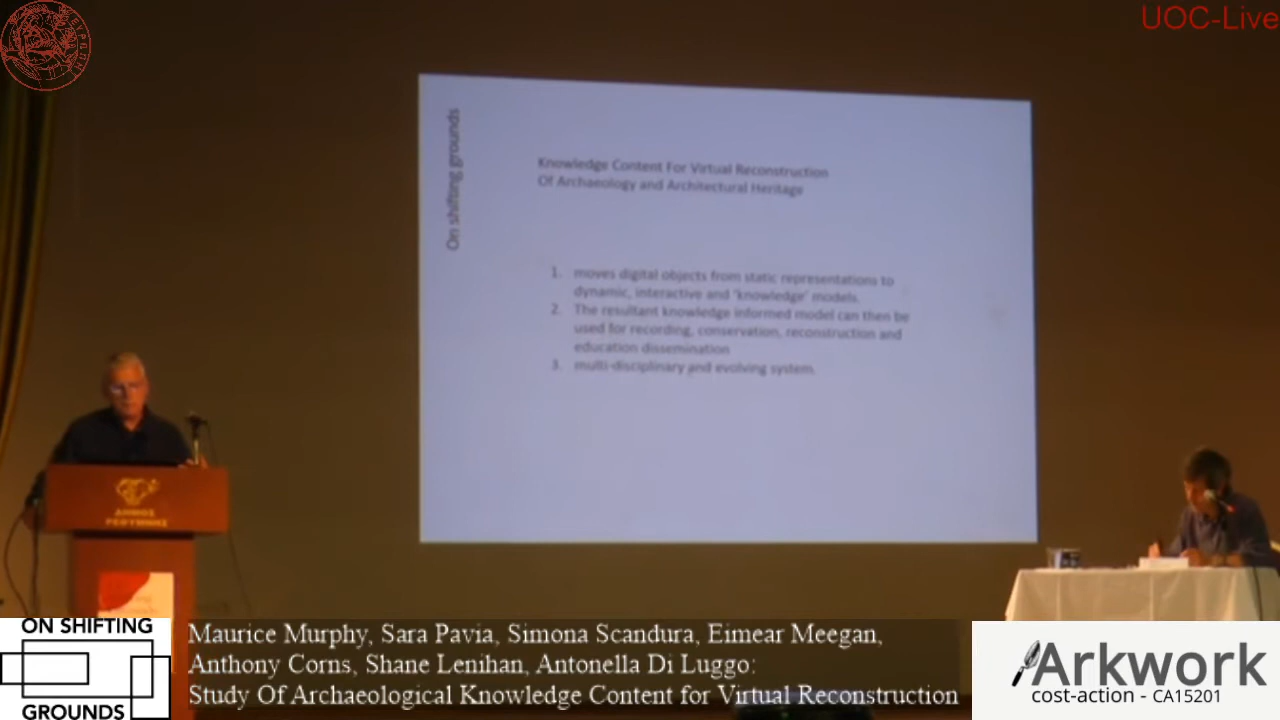 UOC-Live
On shifting grounds
Knowledge Content For Virtual Reconstruction
Of Archaeology and Architectural Heritage
1. moves digital objects from static representations to
dynamic, interactive and 'knowledge' models.
2. The resultant knowledge informed model can then be
used for recording, conservation, reconstruction and
education dissemination
3. multi-disciplinary and evolving system.
ΔΗΜΟΣ
ΡΕΘΥΜΝΗΣ
ON SHIFTING
GROUNDS
Maurice Murphy, Sara Pavia, Simona Scandura, Eimear Meegan,
Anthony Corns, Shane Lenihan, Antonella Di Luggo:
Study Of Archaeological Knowledge Content for Virtual Reconstruction
Arkwork
cost-action - CA15201